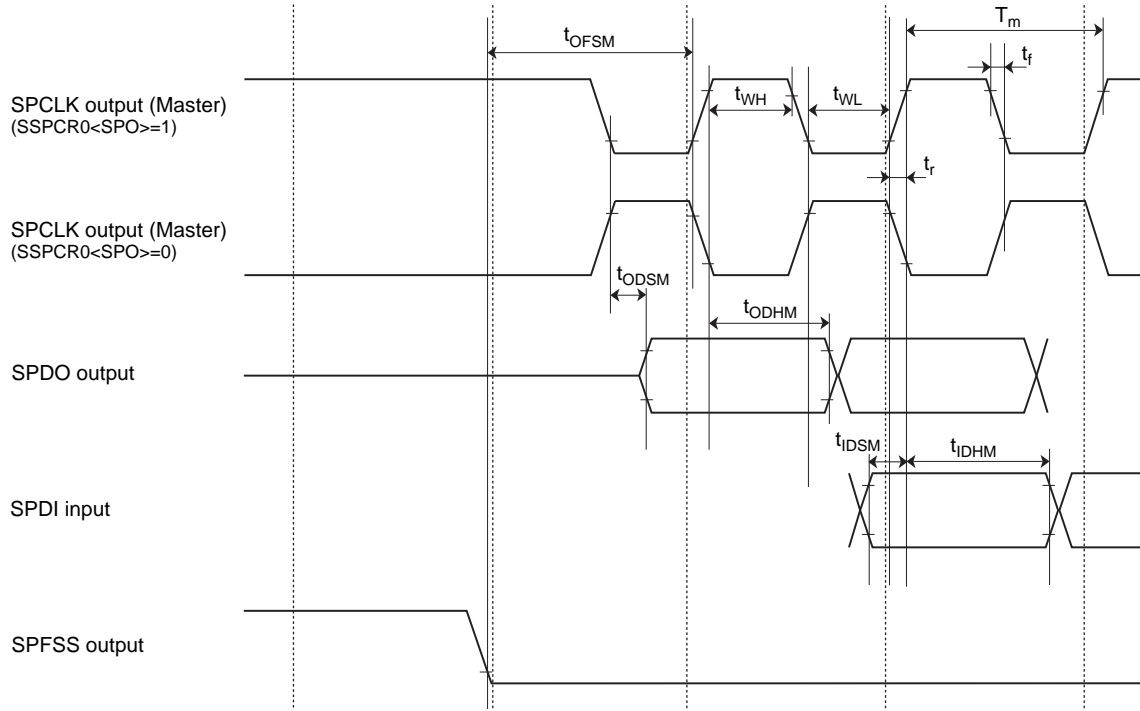 t_OFSM
T_m
t_f
SPCLK output (Master)
(SSPCR0<SPO>=1)
t_WH
t_WL
t_r
SPCLK output (Master)
(SSPCR0<SPO>=0)
t_ODSM
t_ODHM
SPDO output
t_IDSM
t_IDHM
SPDI input
SPFSS output